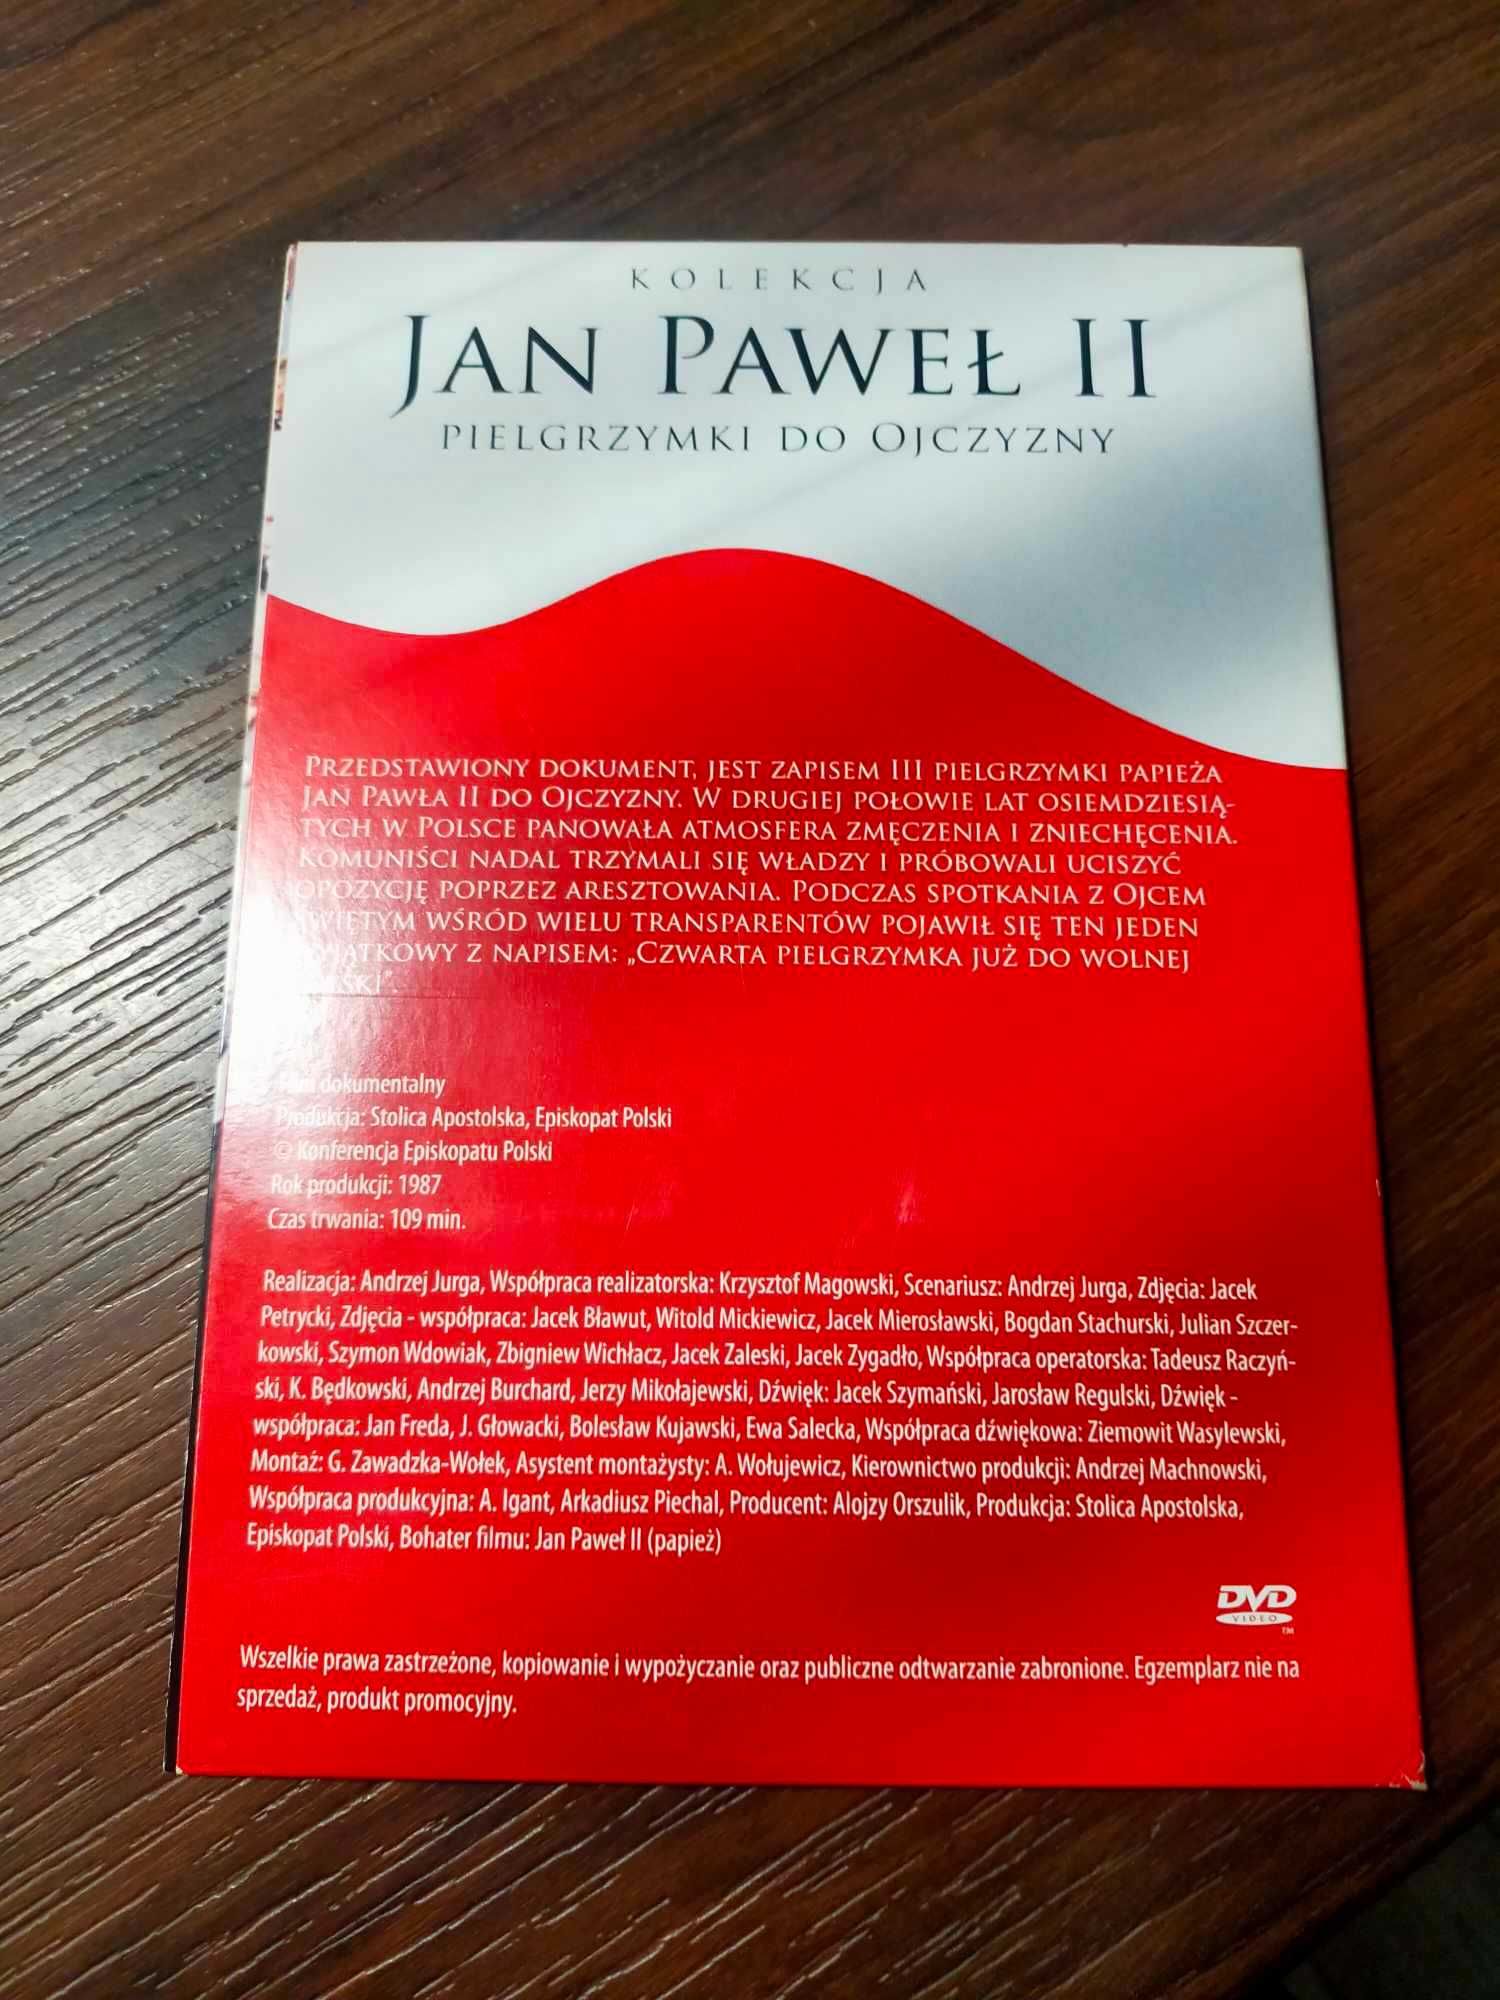 KOLEKCJA
JAN PAWEŁ II
PIELGRZYMKI DO OJCZYZNY
PRZEDSTAWIONY DOKUMENT, JEST ZAPISEM III PIELGRZYMKI PAPIEŻA
JAN PAWŁA II DO OJCZYZNY. W DRUGIEJ POŁOWIE LAT OSIEMDZIESIĄ-
TYCH W POLSCE PANOWAŁA ATMOSFERA ZMĘCZENIA I ZNIECHĘCENIA.
KOMUNIŚCI NADAL TRZYMALI SIĘ WŁADZY I PRÓBOWALI UCISZYĆ
OPOZYCJĘ POPRZEZ ARESZTOWANIA. PODCZAS SPOTKANIA Z OJCEM
ŚWIĘTYM WŚRÓD WIELU TRANSPARENTÓW POJAWIŁ SIĘ TEN JEDEN
Z NAPISEM: „CZWARTA PIELGRZYMKA JUŻ DO WOLNEJ
dokumentalny
Produkcja: Stolica Apostolska, Episkopat Polski
© Konferencja Episkopatu Polski
Rok produkcji: 1987
Czas trwania: 109 min.
Realizacja: Andrzej Jurga, Współpraca realizatorska: Krzysztof Magowski, Scenariusz: Andrzej Jurga, Zdjęcia: Jacek
Petrycki, Zdjęcia - współpraca: Jacek Bławut, Witold Mickiewicz, Jacek Mierosławski, Bogdan Stachurski, Julian Szczer-
kowski, Szymon Wdowiak, Zbigniew Wichłacz, Jacek Zaleski, Jacek Zygadło, Współpraca operatorska: Tadeusz Raczyń-
ski, K. Będkowski, Andrzej Burchard, Jerzy Mikołajewski, Dźwięk: Jacek Szymański, Jarosław Regulski, Dźwięk -
współpraca: Jan Freda, J. Głowacki, Bolesław Kujawski, Ewa Salecka, Współpraca dźwiękowa: Ziemowit Wasylewski,
Montaż: G. Zawadzka-Wołek, Asystent montażysty: A. Wołujewicz, Kierownictwo produkcji: Andrzej Machnowski,
Współpraca produkcyjna: A. Igant, Arkadiusz Piechal, Producent: Alojzy Orszulik, Produkcja: Stolica Apostolska,
Episkopat Polski, Bohater filmu: Jan Paweł II (papież)
DVD
VIDEO
TM
Wszelkie prawa zastrzeżone, kopiowanie i wypożyczanie oraz publiczne odtwarzanie zabronione. Egzemplarz nie na
sprzedaż, produkt promocyjny.